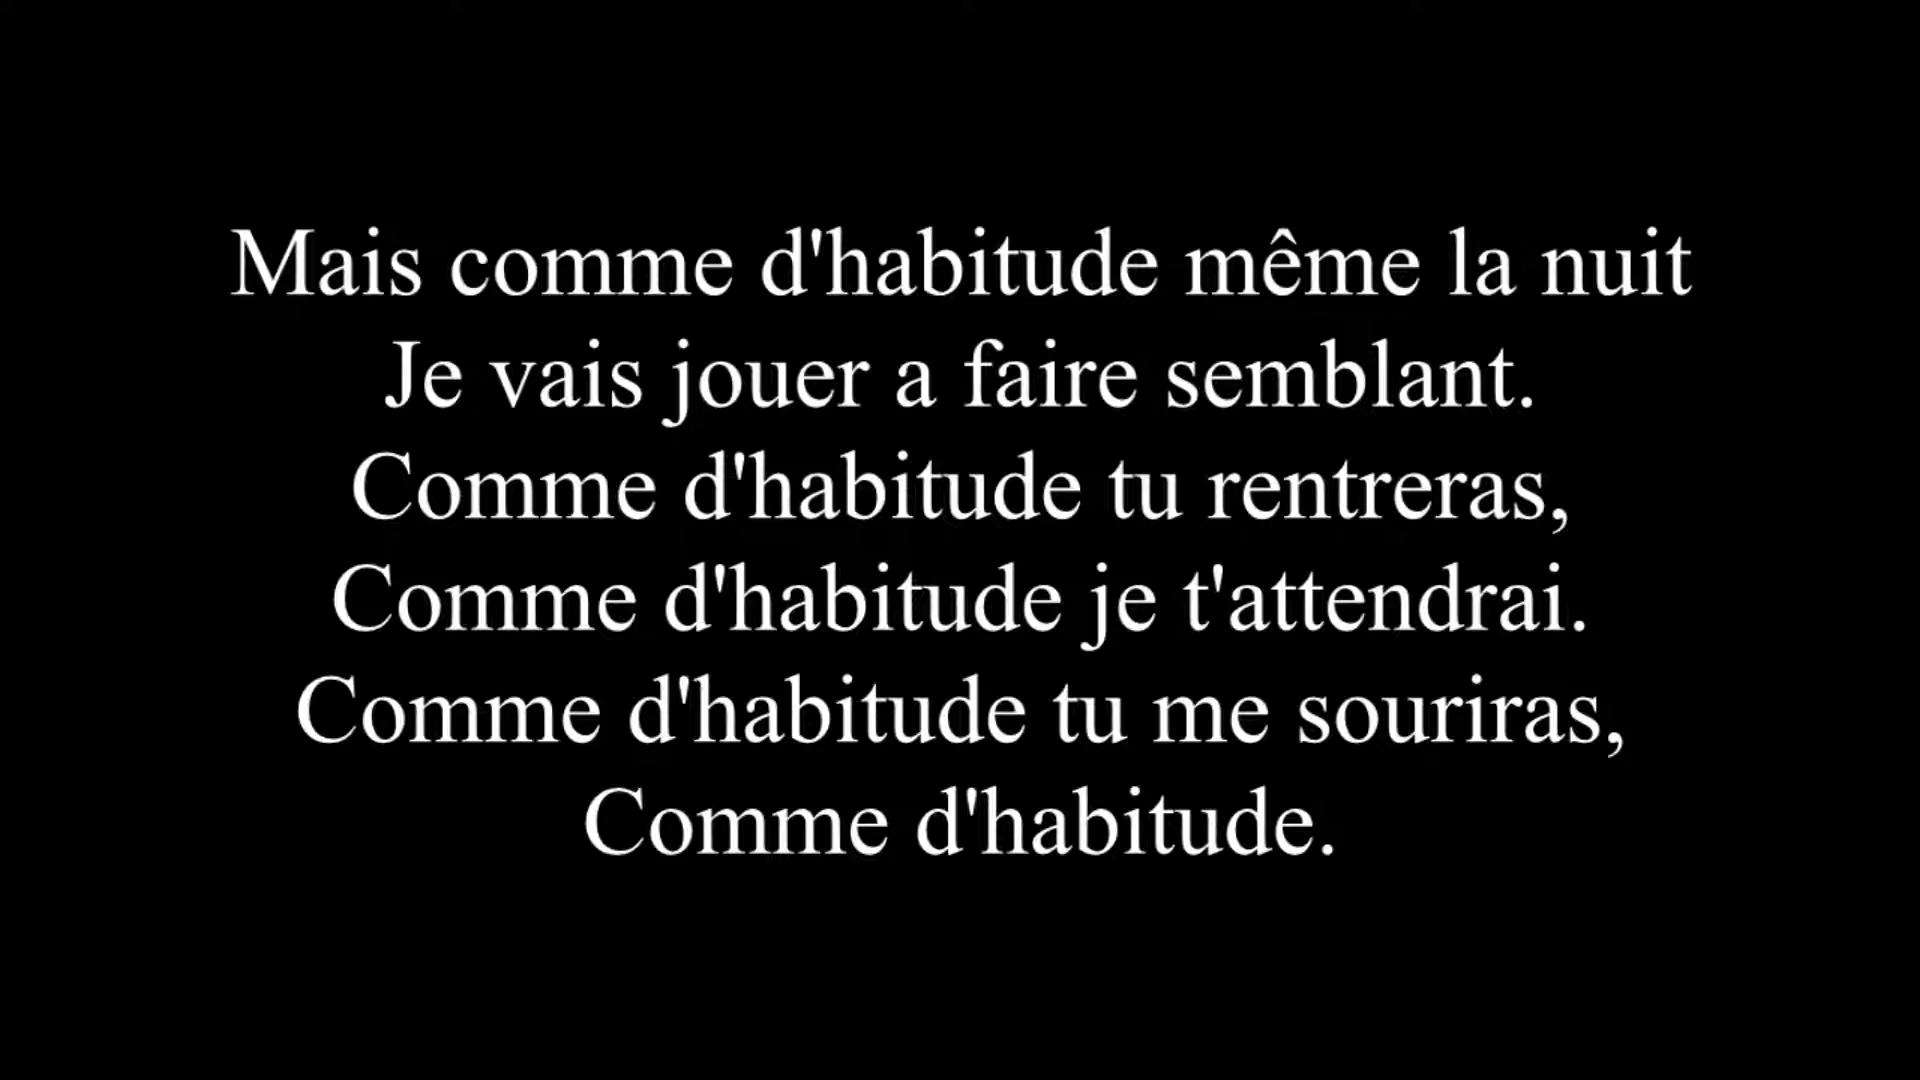 Mais comme d'habitude même la nuit
Je vais jouer a faire semblant.
Comme d'habitude tu rentreras,
Comme d'habitude je t'attendrai.
Comme d'habitude tu me souriras,
Comme d'habitude.